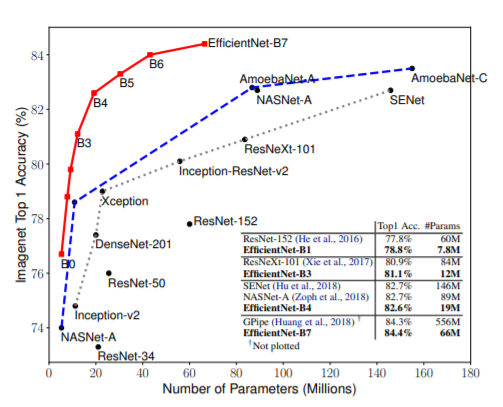 EfficientNet-B7
84
B6
AmoebaNet-A
AmoebaNet-C
B5
NASNet-A
SENet
B4
82
B3
ResNeXt-101
80
Inception-ResNet-v2
Xception
78
ResNet-152
DenseNet-201
B0
76
ResNet-50
Inception-v2
74
NASNet-A
ResNet-34
Imagenet Top 1 Accuracy (%)
Top1 Acc. #Params
ResNet-152 (He et al., 2016) 77.8% 60M
EfficientNet-B1 78.8% 7.8M
ResNeXt-101 (Xie et al., 2017) 80.9% 84M
EfficientNet-B3 81.1% 12M
SENet (Hu et al., 2018) 82.7% 146M
NASNet-A (Zoph et al., 2018) 82.7% 89M
EfficientNet-B4 82.6% 19M
GPipe (Huang et al., 2018) † 84.3% 556M
EfficientNet-B7 84.4% 66M
†Not plotted
0 20 40 60 80 100 120 140 160 180
Number of Parameters (Millions)